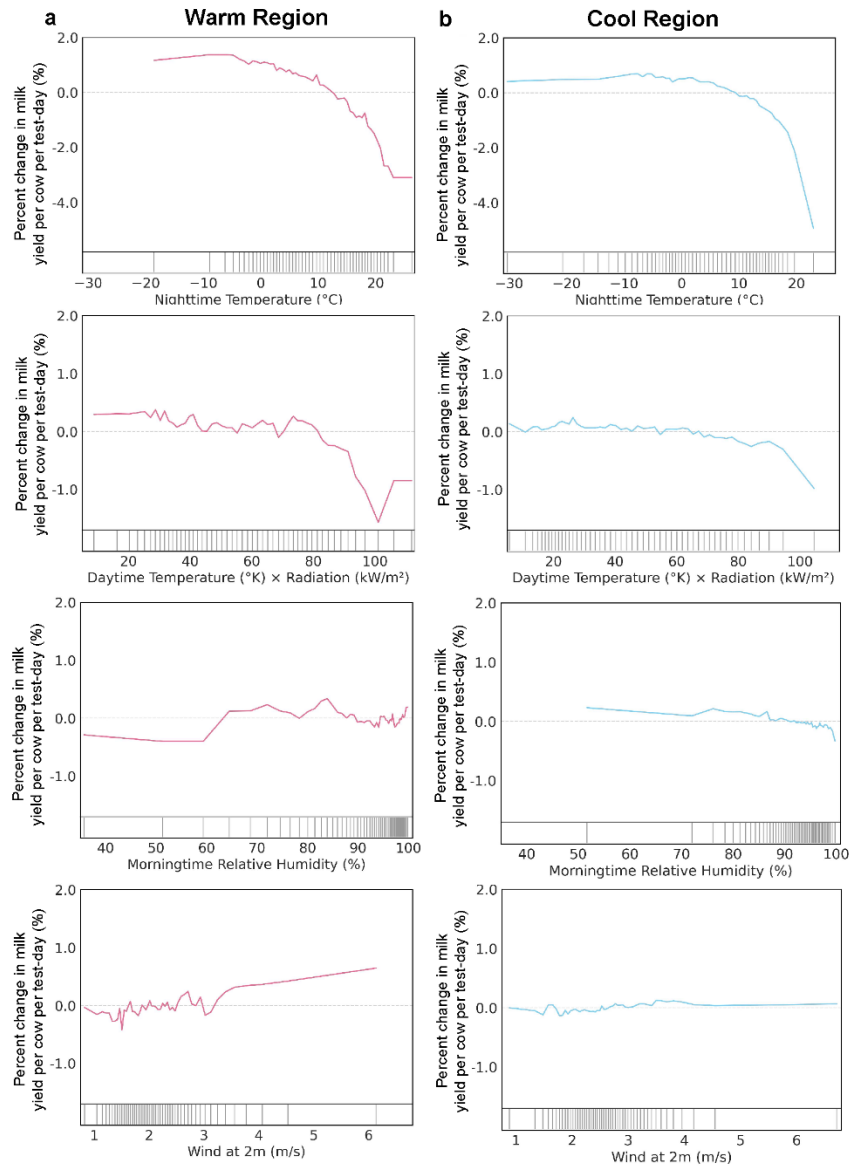 a Warm Region
b Cool Region
Percent change in milk
yield per cow per test-day (%)
2.0
0.0
-2.0
-4.0
−30 −20 −10 0 10 20
Nighttime Temperature (°C)
Percent change in milk
yield per cow per test-day (%)
2.0
0.0
-2.0
-4.0
-30 -20 -10 0 10 20
Nighttime Temperature (°C)
Percent change in milk
yield per cow per test-day (%)
2.0
1.0
0.0
-1.0
20 40 60 80 100
Daytime Temperature (°K) × Radiation (kW/m²)
Percent change in milk
yield per cow per test-day (%)
2.0
1.0
0.0
-1.0
20 40 60 80 100
Daytime Temperature (°K) × Radiation (kW/m²)
Percent change in milk
yield per cow per test-day (%)
2.0
1.0
0.0
-1.0
40 50 60 70 80 90 100
Morningtime Relative Humidity (%)
Percent change in milk
yield per cow per test-day (%)
2.0
1.0
0.0
-1.0
40 50 60 70 80 90 100
Morningtime Relative Humidity (%)
Percent change in milk
yield per cow per test-day (%)
2.0
1.0
0.0
-1.0
1 2 3 4 5 6
Wind at 2m (m/s)
Percent change in milk
yield per cow per test-day (%)
2.0
1.0
0.0
-1.0
1 2 3 4 5 6
Wind at 2m (m/s)